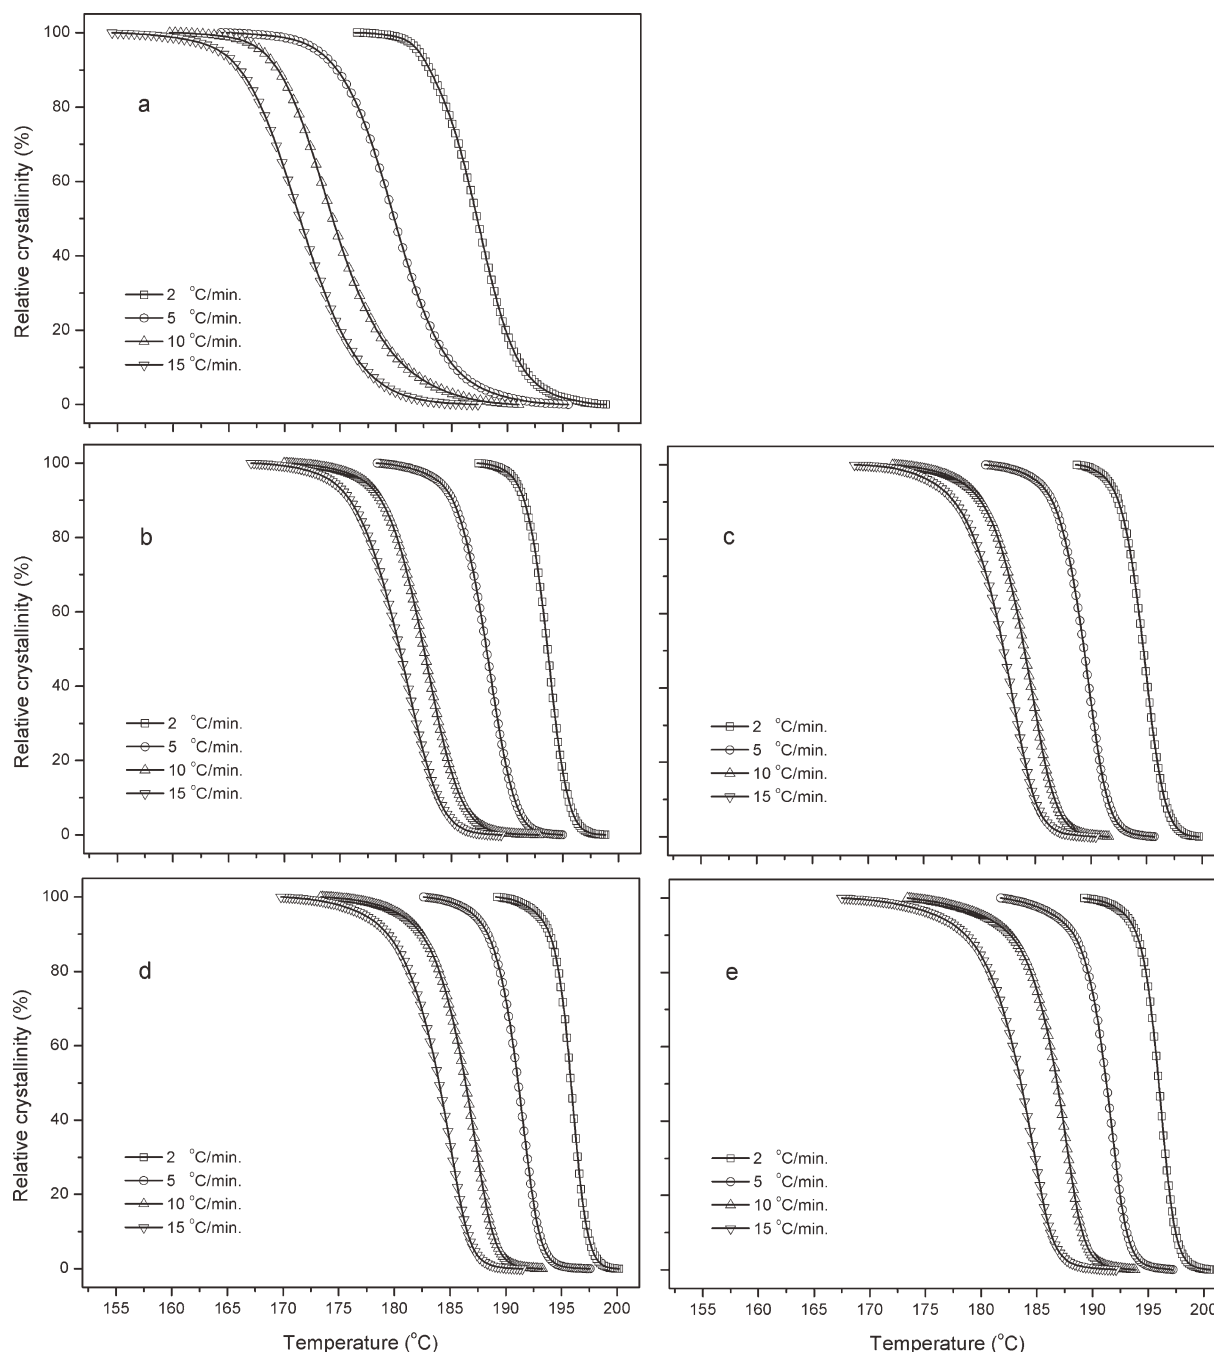 100
80
60
40
20
0
Relative crystallinity (%)
a
2 °C/min.
5 °C/min.
10 °C/min.
15 °C/min.
100
80
60
40
20
0
Relative crystallinity (%)
b
2 °C/min.
5 °C/min.
10 °C/min.
15 °C/min.
c
2 °C/min.
5 °C/min.
10 °C/min.
15 °C/min.
100
80
60
40
20
0
Relative crystallinity (%)
d
2 °C/min.
5 °C/min.
10 °C/min.
15 °C/min.
155 160 165 170 175 180 185 190 195 200
Temperature (°C)
e
2 °C/min.
5 °C/min.
10 °C/min.
15 °C/min.
155 160 165 170 175 180 185 190 195 200
Temperature (°C)